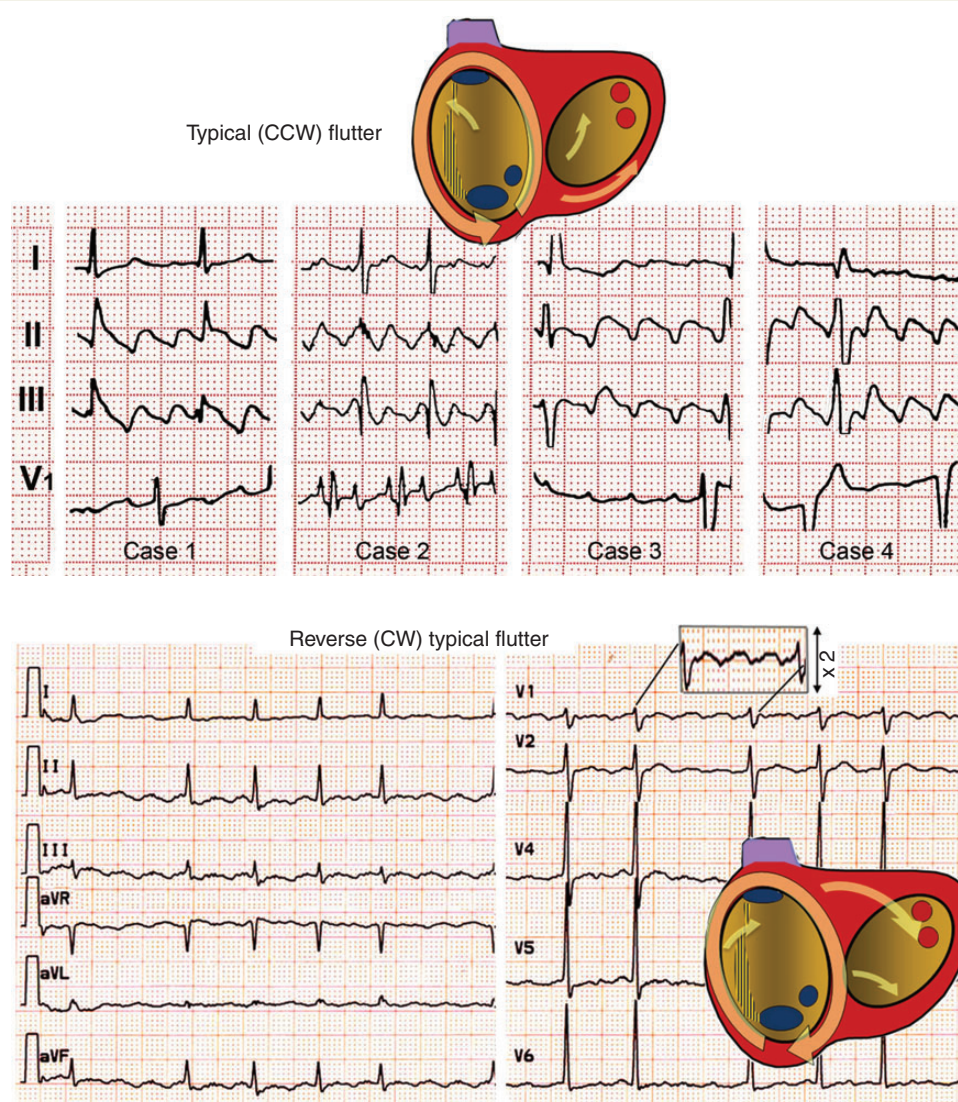 Typical (CCW) flutter
I
II
III
V1
Case 1
Case 2
Case 3
Case 4
Reverse (CW) typical flutter
x 2
I
II
III
aVR
aVL
aVF
V1
V2
V4
V5
V6